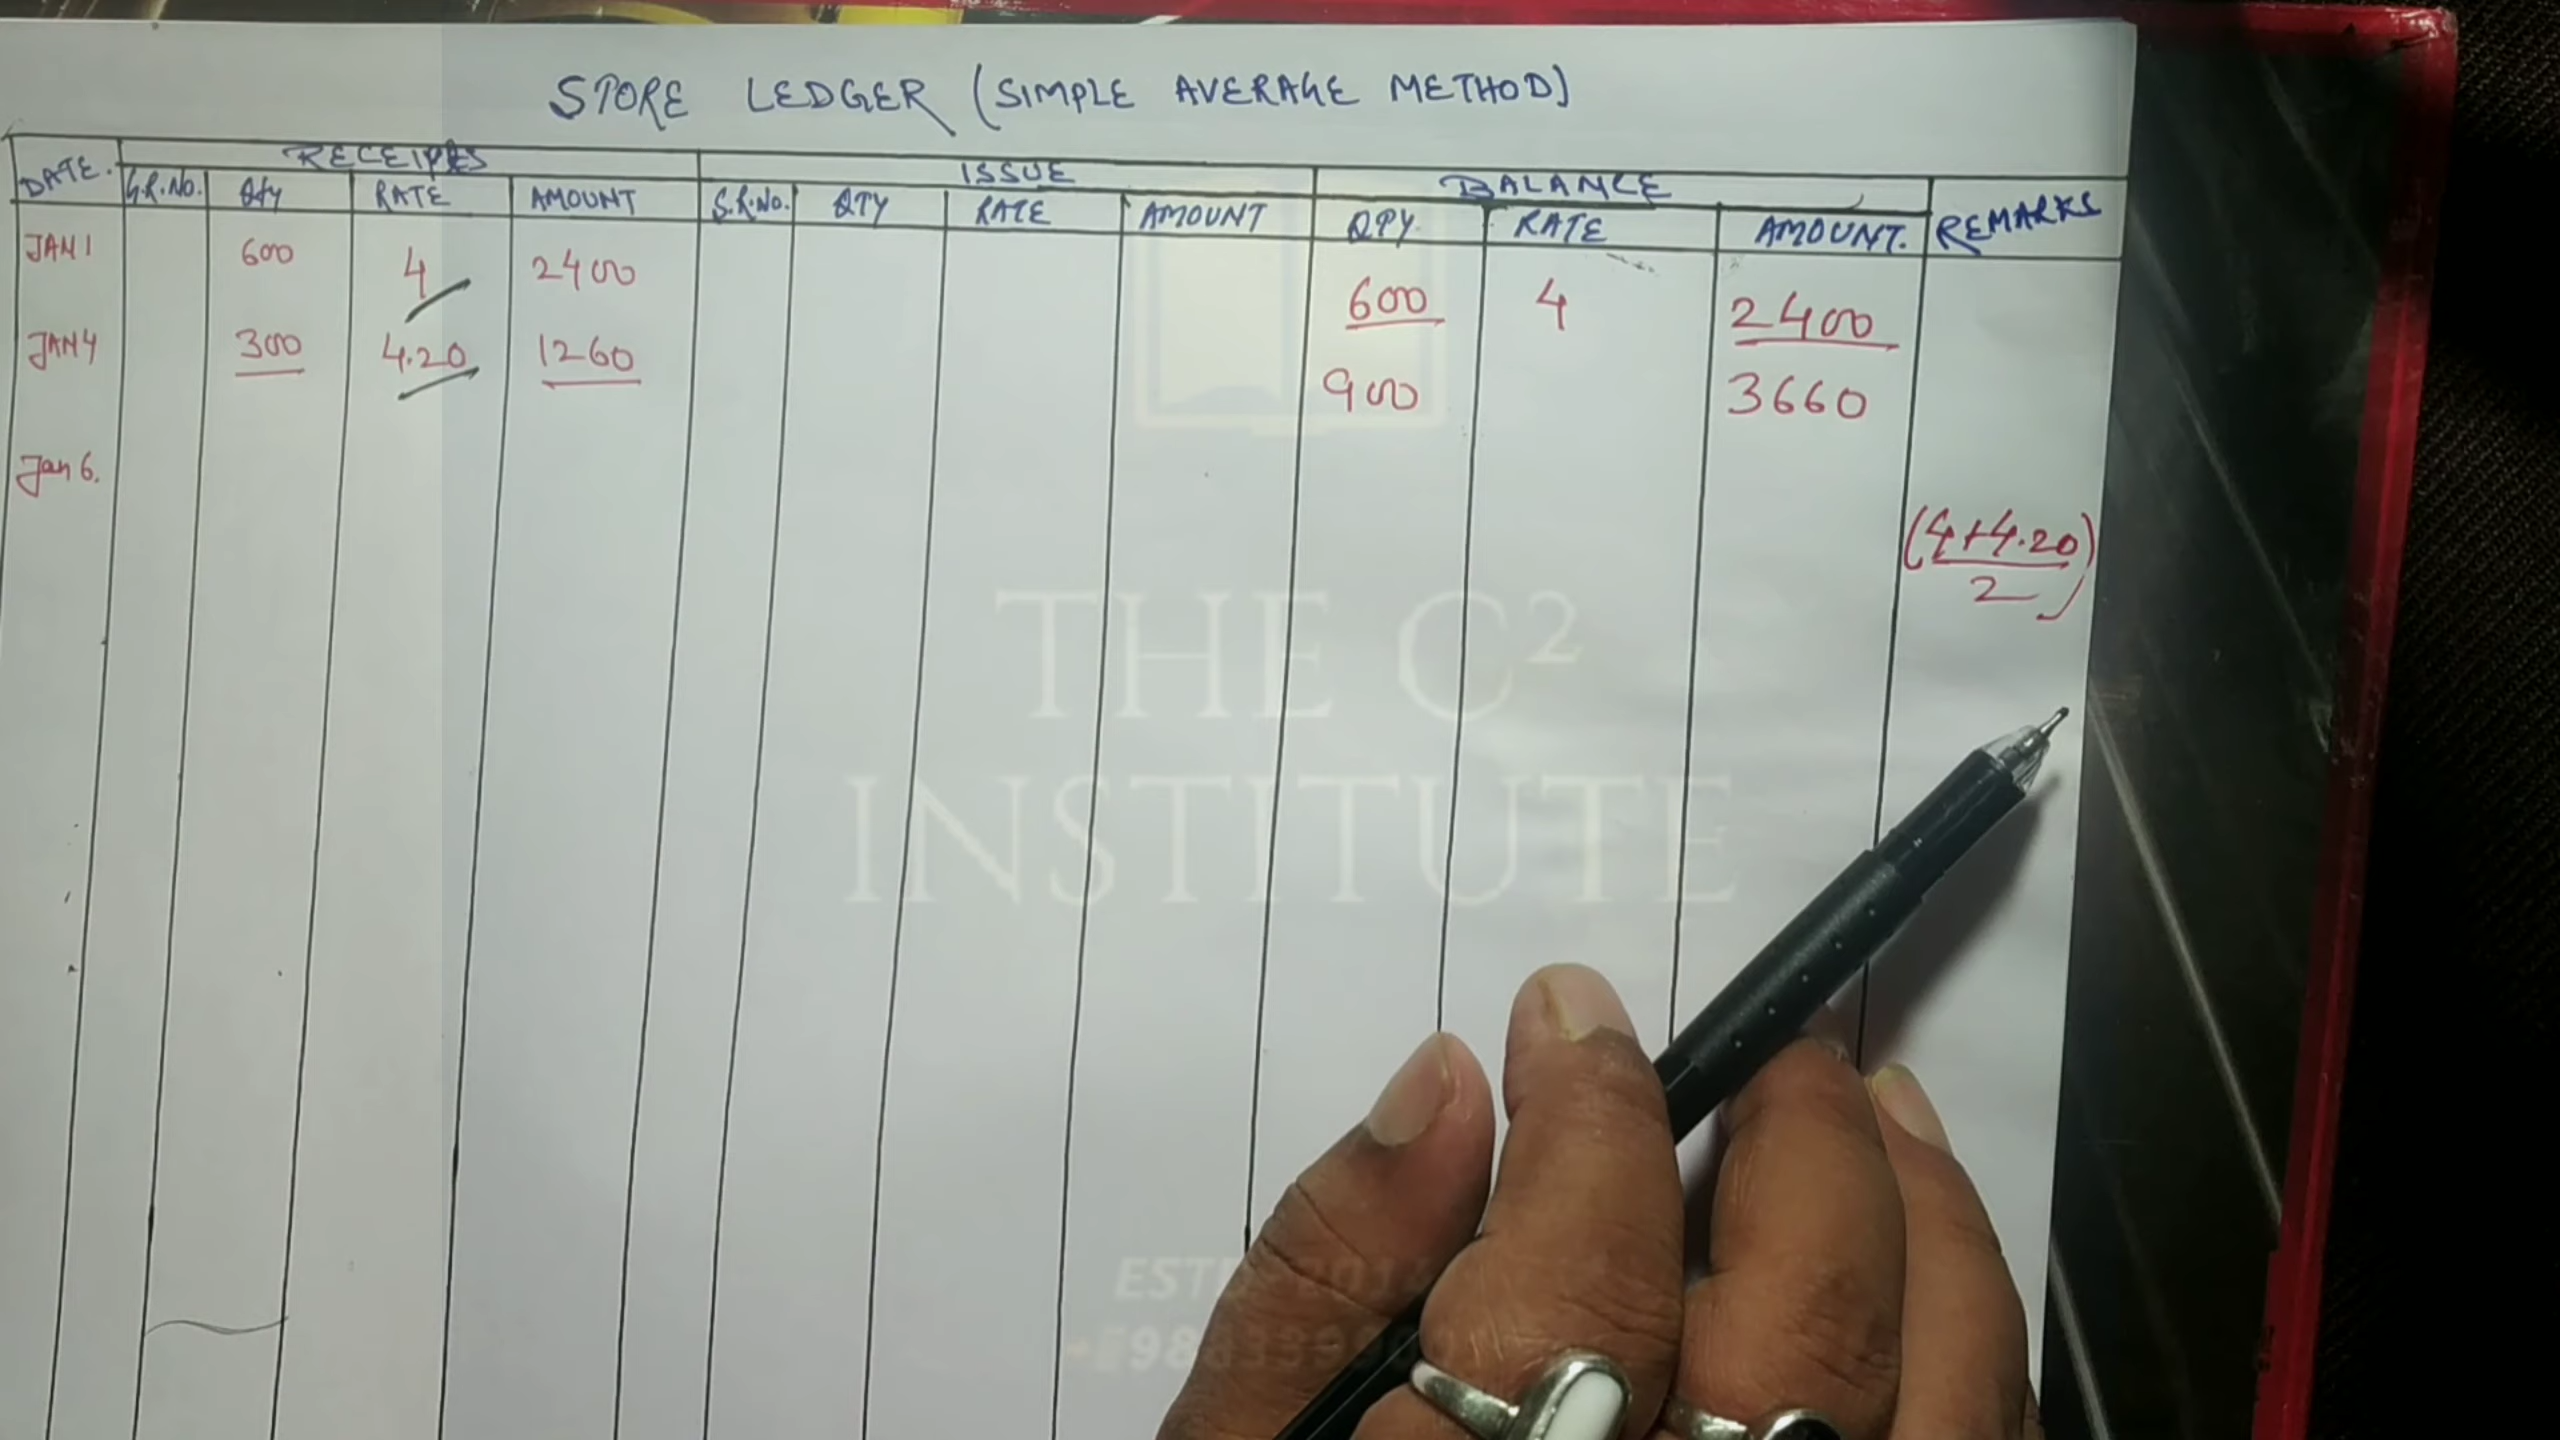 STORE LEDGER (SIMPLE AVERAGE METHOD)
DATE. RECEIPTS ISSUE BALANCE REMARKS
G.R.No. Qty RATE AMOUNT S.R.No. QTY RATE AMOUNT QTY. RATE AMOUNT.
JAN 1 600 4 2400 600 4 2400
JAN 4 300 4.20 1260 900 3660
Jan 6.
(4+4.20)
2
THE C²
INSTITUTE